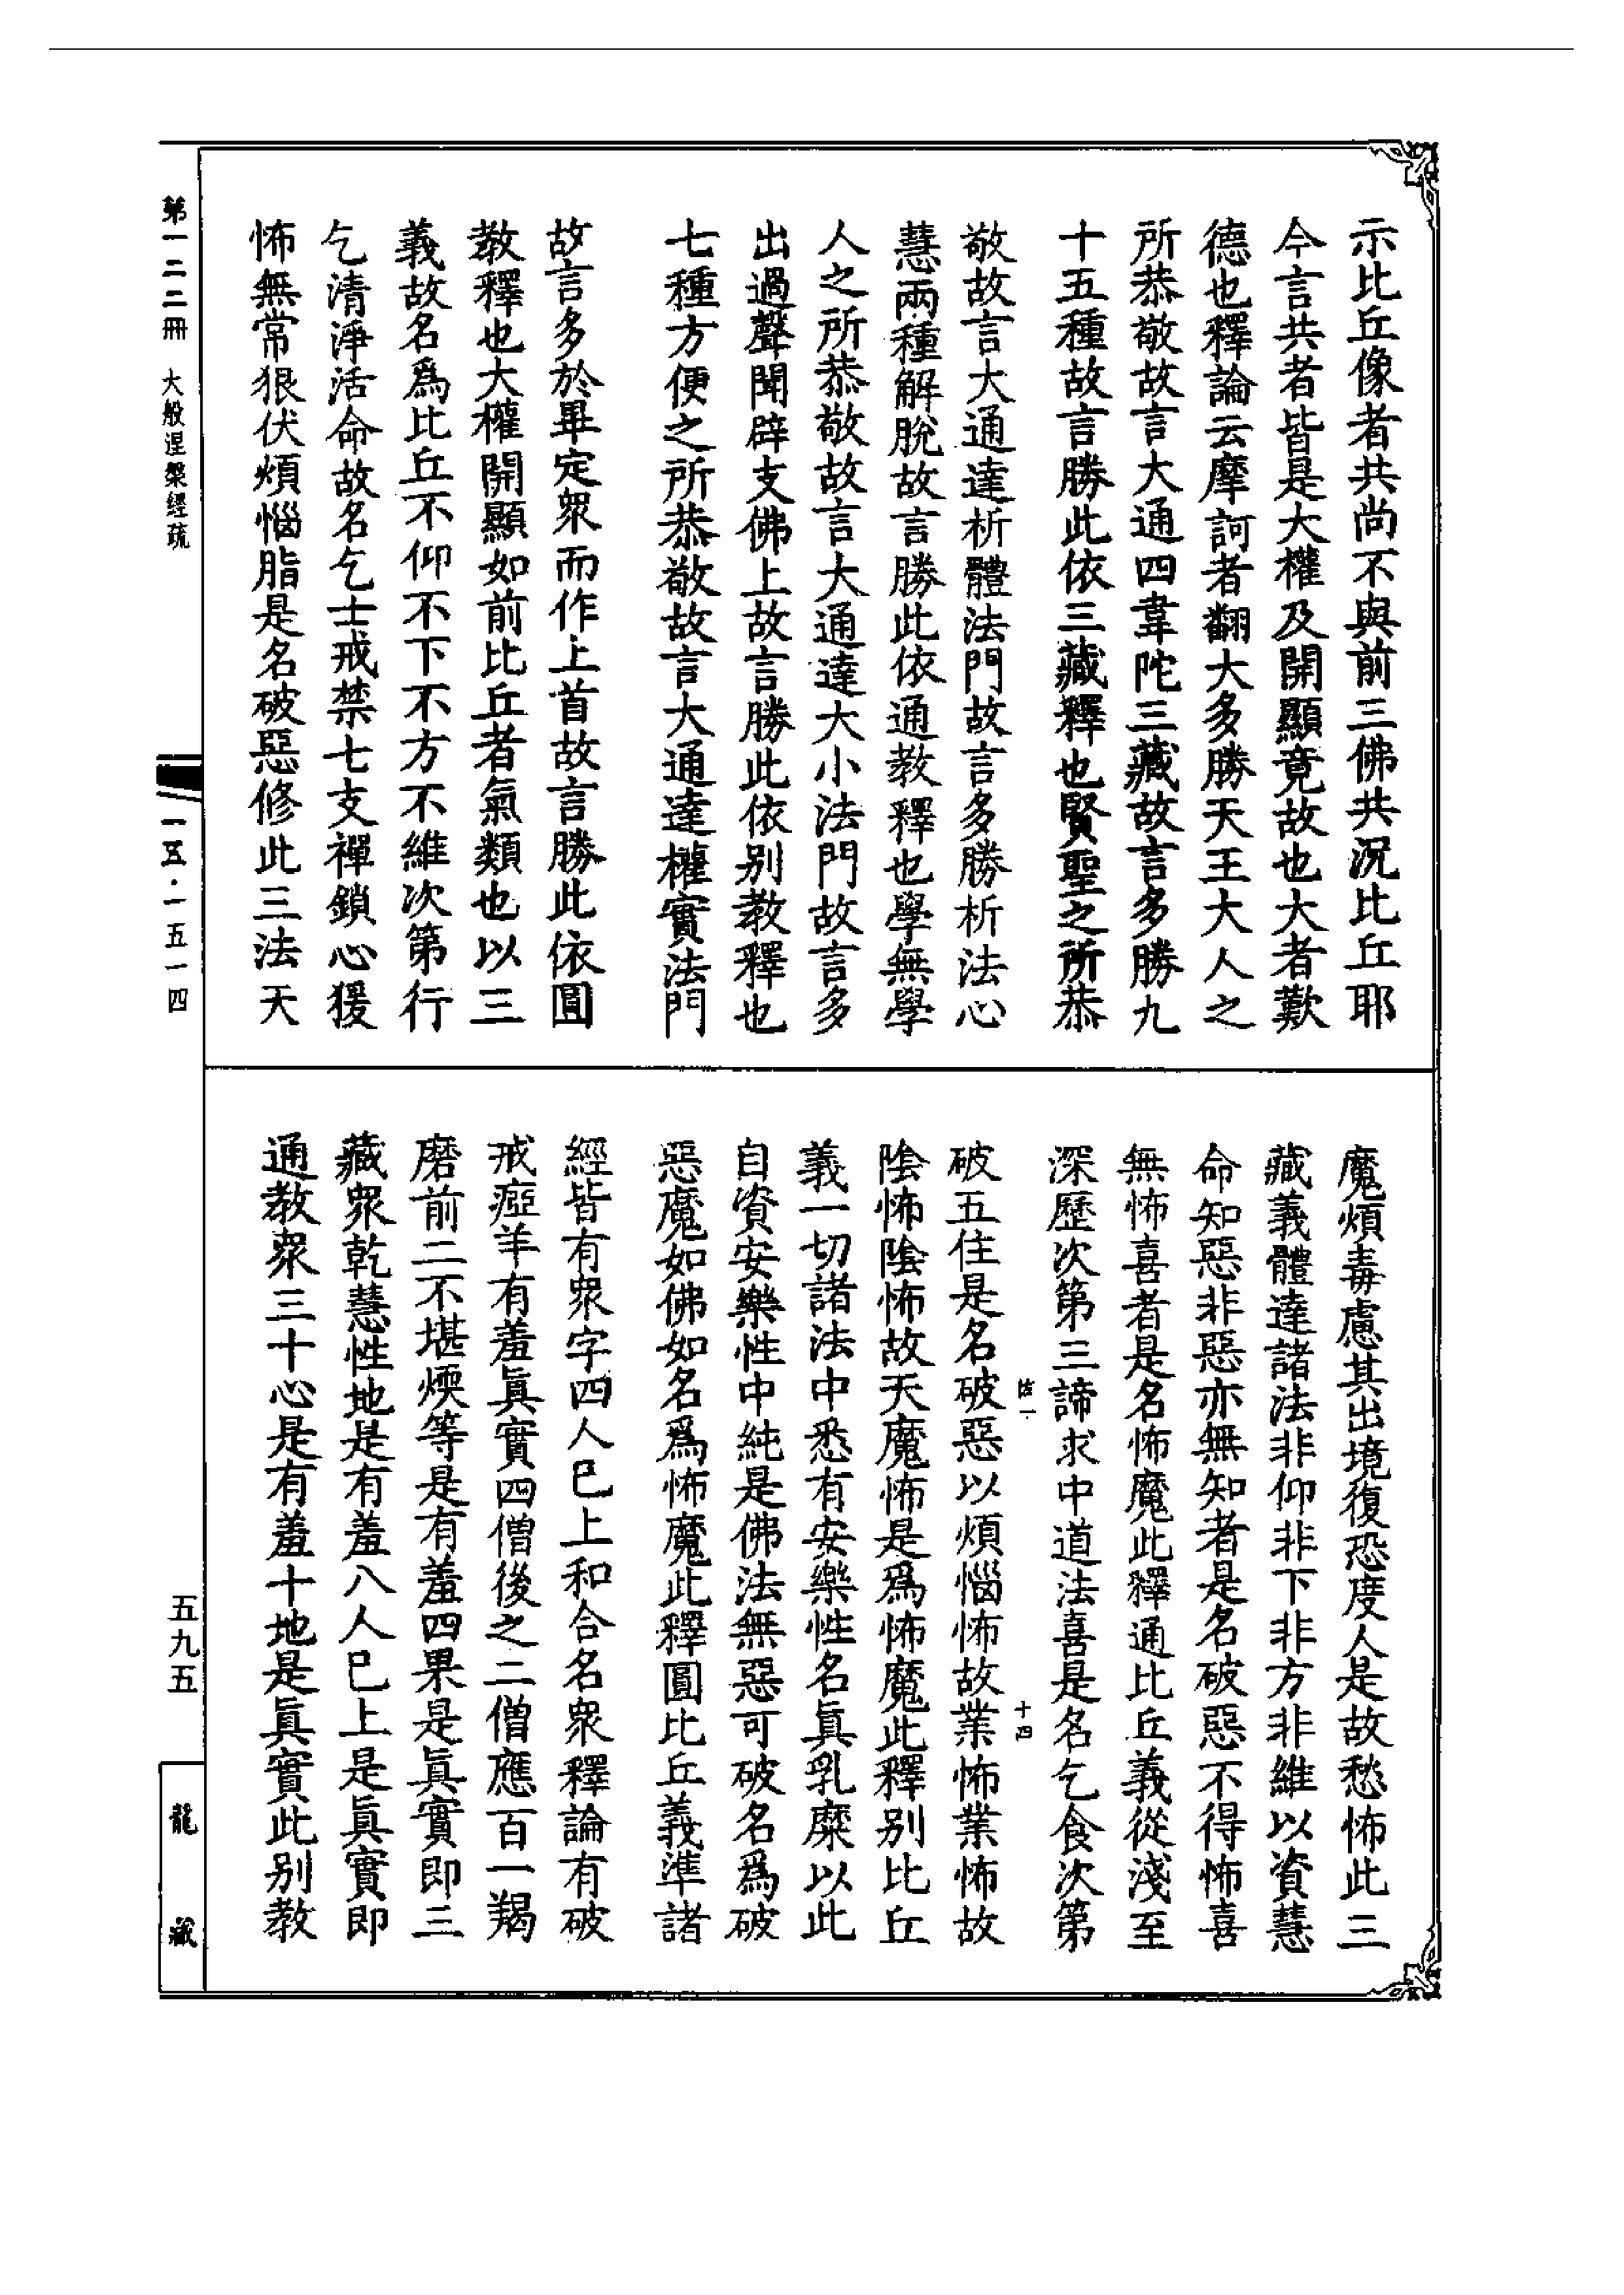 示比丘像者共尚不與前三佛共況比丘耶
今言共者皆是大權及開顯竟故也大者歎
德也釋論云摩訶者翻大多勝天王大人之
所恭敬故言大通四韋陀三藏故言多勝九
十五種故言勝此依三藏釋也賢聖之所恭
敬故言大通達析體法門故言多勝析法心
慧兩種解脫故言勝此依通教釋也學無學
人之所恭敬故言大通達大小法門故言多
出過聲聞辟支佛上故言勝此依別教釋也
七種方便之所恭敬故言大通達權實法門
故言多於畢定眾而作上首故言勝此依圓
教釋也大權開顯如前比丘者氣類也以三
義故名爲比丘不仰不下不方不維次第行
乞清淨活命故名乞士戒禁七支禪鎖心猨
怖無常狠伏煩惱脂是名破惡修此三法天
魔煩毒慮其出境復恐度人是故愁怖此三
藏義體達諸法非仰非下非方非維以資慧
命知惡非惡亦無知者是名破惡不得怖喜
無怖喜者是名怖魔此釋通比丘義從淺至
深歷次第三諦求中道法喜是名乞食次第
陰一
十四
破五住是名破惡以煩惱怖故業怖業怖故
陰怖陰怖故天魔怖是爲怖魔此釋別比丘
義一切諸法中悉有安樂性名眞乳糜以此
自資安樂性中純是佛法無惡可破名爲破
惡魔如佛如名爲怖魔此釋圓比丘義準諸
經皆有眾字四人巳上和合名眾釋論有破
戒瘂羊有羞眞實四僧後之二僧應百一羯
磨前二不堪煗等是有羞四果是眞實即三
藏眾乾慧性地是有羞八人巳上是眞實即
通教眾三十心是有羞十地是眞實此別教
第一二二冊 大般涅槃經疏
一五·一五一四
五九五
龍藏